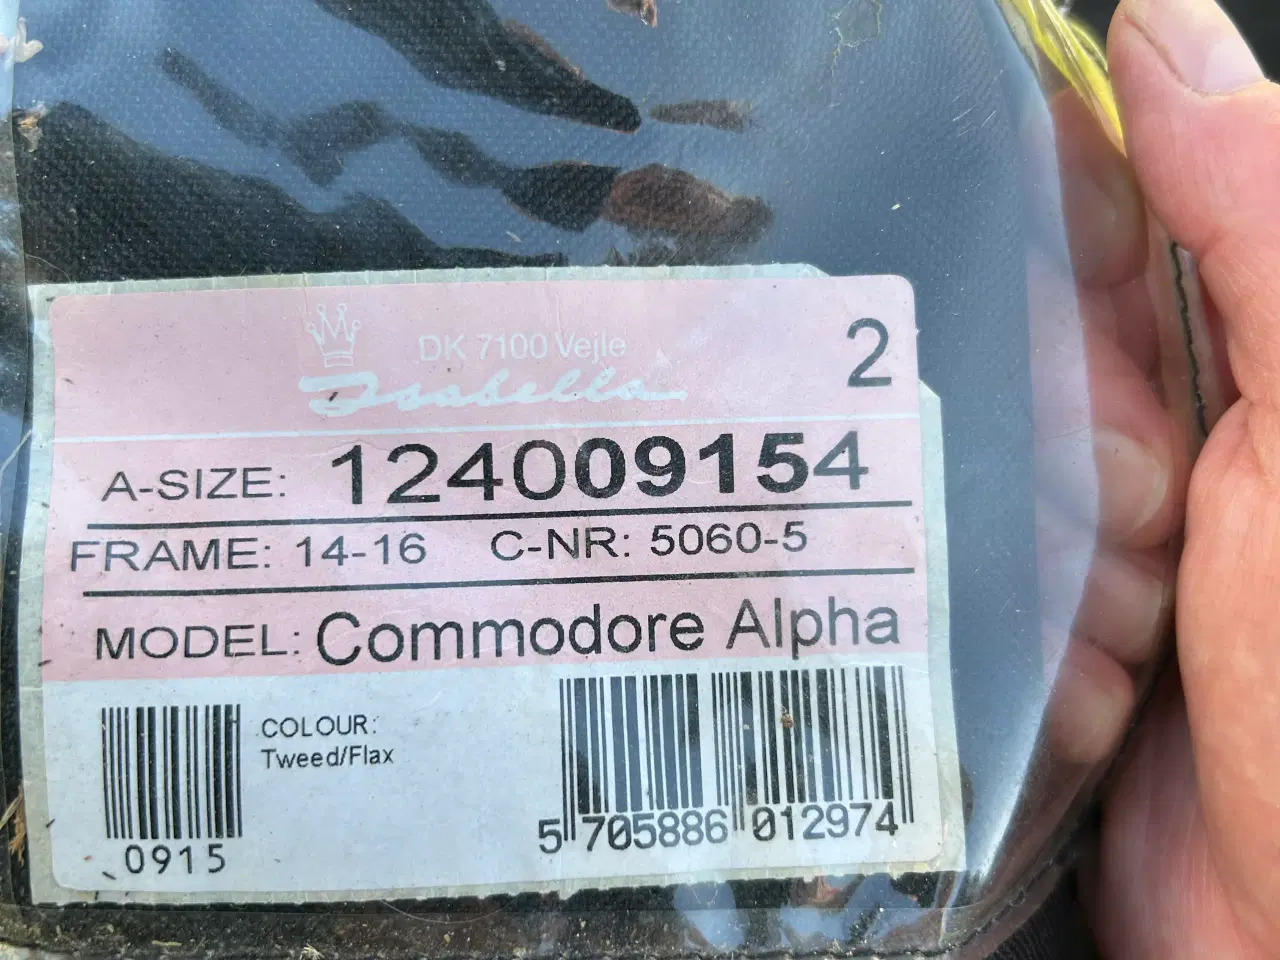 DK 7100 Vejle
2
Isabella
A-SIZE: 124009154
FRAME: 14-16 C-NR: 5060-5
MODEL: Commodore Alpha
COLOUR:
Tweed/Flax
0915
5 705886 012974